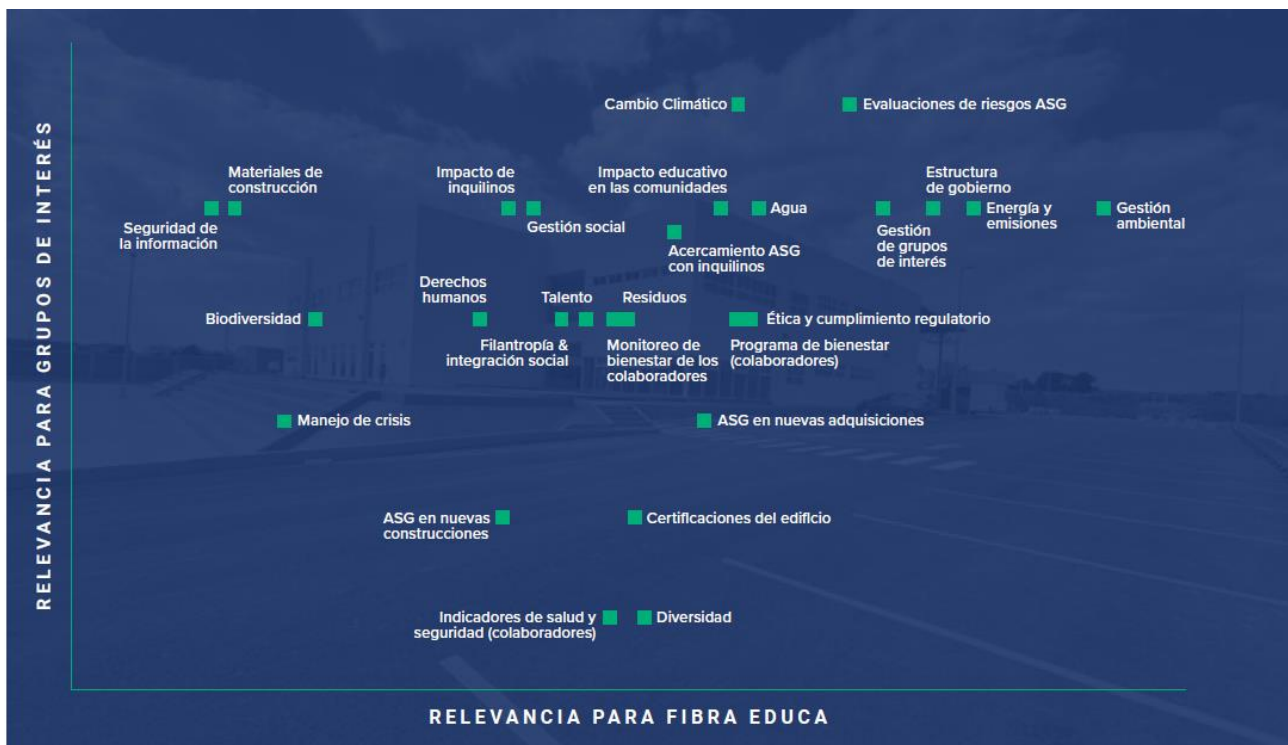 RELEVANCIA PARA GRUPOS DE INTERÉS
Cambio Climático
Evaluaciones de riesgos ASG
Materiales de
construcción
Seguridad de
la información
Impacto de
inquilinos
Gestión social
Impacto educativo
en las comunidades
Agua
Acercamiento ASG
con inquilinos
Estructura
de gobierno
Gestión
de grupos
de interés
Energía y
emisiones
Gestión
ambiental
Biodiversidad
Derechos
humanos
Filantropía &
integración social
Talento
Residuos
Monitoreo de
bienestar de los
colaboradores
Ética y cumplimiento regulatorio
Programa de bienestar
(colaboradores)
Manejo de crisis
ASG en nuevas adquisiciones
ASG en nuevas
construcciones
Certificaciones del edificio
Indicadores de salud y
seguridad (colaboradores)
Diversidad
RELEVANCIA PARA FIBRA EDUCA